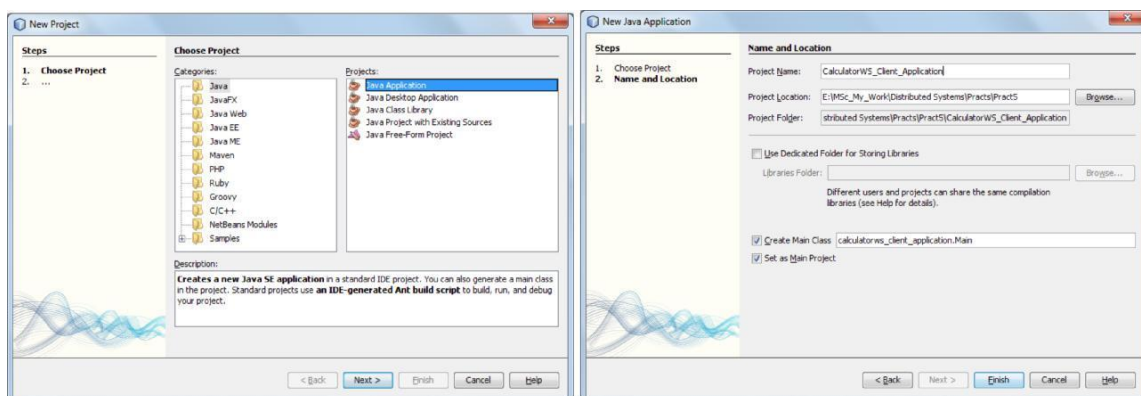 New Project
Steps
1. Choose Project
2. ...
Choose Project
Categories:
Java
JavaFX
Java Web
Java EE
Java ME
Maven
PHP
Ruby
Groovy
C/C++
NetBeans Modules
Samples
Projects:
Java Application
Java Desktop Application
Java Class Library
Java Project with Existing Sources
Java Free-Form Project
Description:
Creates a new Java SE application in a standard IDE project. You can also generate a main class
in the project. Standard projects use an IDE-generated Ant build script to build, run, and debug
your project.
< Back
Next >
Finish
Cancel
Help
New Java Application
Steps
1. Choose Project
2. Name and Location
Name and Location
Project Name: CalculatorWS_Client_Application
Project Location: E:\MSc_My_Work\Distributed Systems\Practs\Pract5 Browse...
Project Folder: stributed Systems\Practs\Pract5\CalculatorWS_Client_Application
Use Dedicated Folder for Storing Libraries
Libraries Folder: Browse...
Different users and projects can share the same compilation
libraries (see Help for details).
Create Main Class calculatorws_client_application.Main
Set as Main Project
< Back
Next >
Finish
Cancel
Help